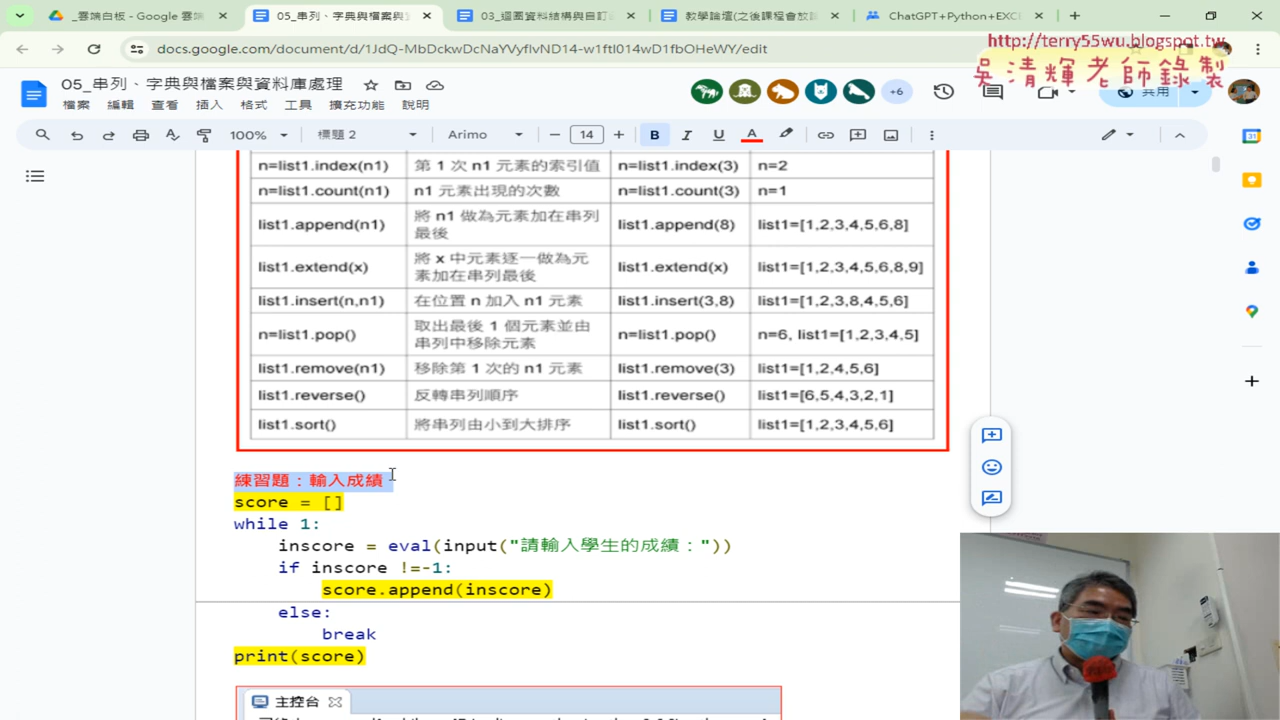 _雲端白板 - Google 雲端
05_串列、字典與檔案與資
03_迴圈資料結構與自訂
教學論壇(之後課程會放
ChatGPT+Python+EXC
docs.google.com/document/d/1JdQ-MbDckwDcNaYVyflvND14-w1ftl014wD1fbOHeWY/edit
http://terry55wu.blogspot.tw
吳清輝老師錄製
05_串列、字典與檔案與資料庫處理
+6
共用
檔案 編輯 查看 插入 格式 工具 擴充功能 說明
100% 標題 2 Arimo 14 B I U A
n=list1.index(n1) 第 1 次 n1 元素的索引值 n=list1.index(3) n=2
n=list1.count(n1) n1 元素出現的次數 n=list1.count(3) n=1
list1.append(n1) 將 n1 做為元素加在串列最後 list1.append(8) list1=[1,2,3,4,5,6,8]
list1.extend(x) 將 x 中元素逐一做為元素加在串列最後 list1.extend(x) list1=[1,2,3,4,5,6,8,9]
list1.insert(n,n1) 在位置 n 加入 n1 元素 list1.insert(3,8) list1=[1,2,3,8,4,5,6]
n=list1.pop() 取出最後 1 個元素並由串列中移除元素 n=list1.pop() n=6, list1=[1,2,3,4,5]
list1.remove(n1) 移除第 1 次的 n1 元素 list1.remove(3) list1=[1,2,4,5,6]
list1.reverse() 反轉串列順序 list1.reverse() list1=[6,5,4,3,2,1]
list1.sort() 將串列由小到大排序 list1.sort() list1=[1,2,3,4,5,6]
練習題：輸入成績
score = []
while 1:
inscore = eval(input("請輸入學生的成績："))
if inscore !=-1:
score.append(inscore)
else:
break
print(score)
主控台